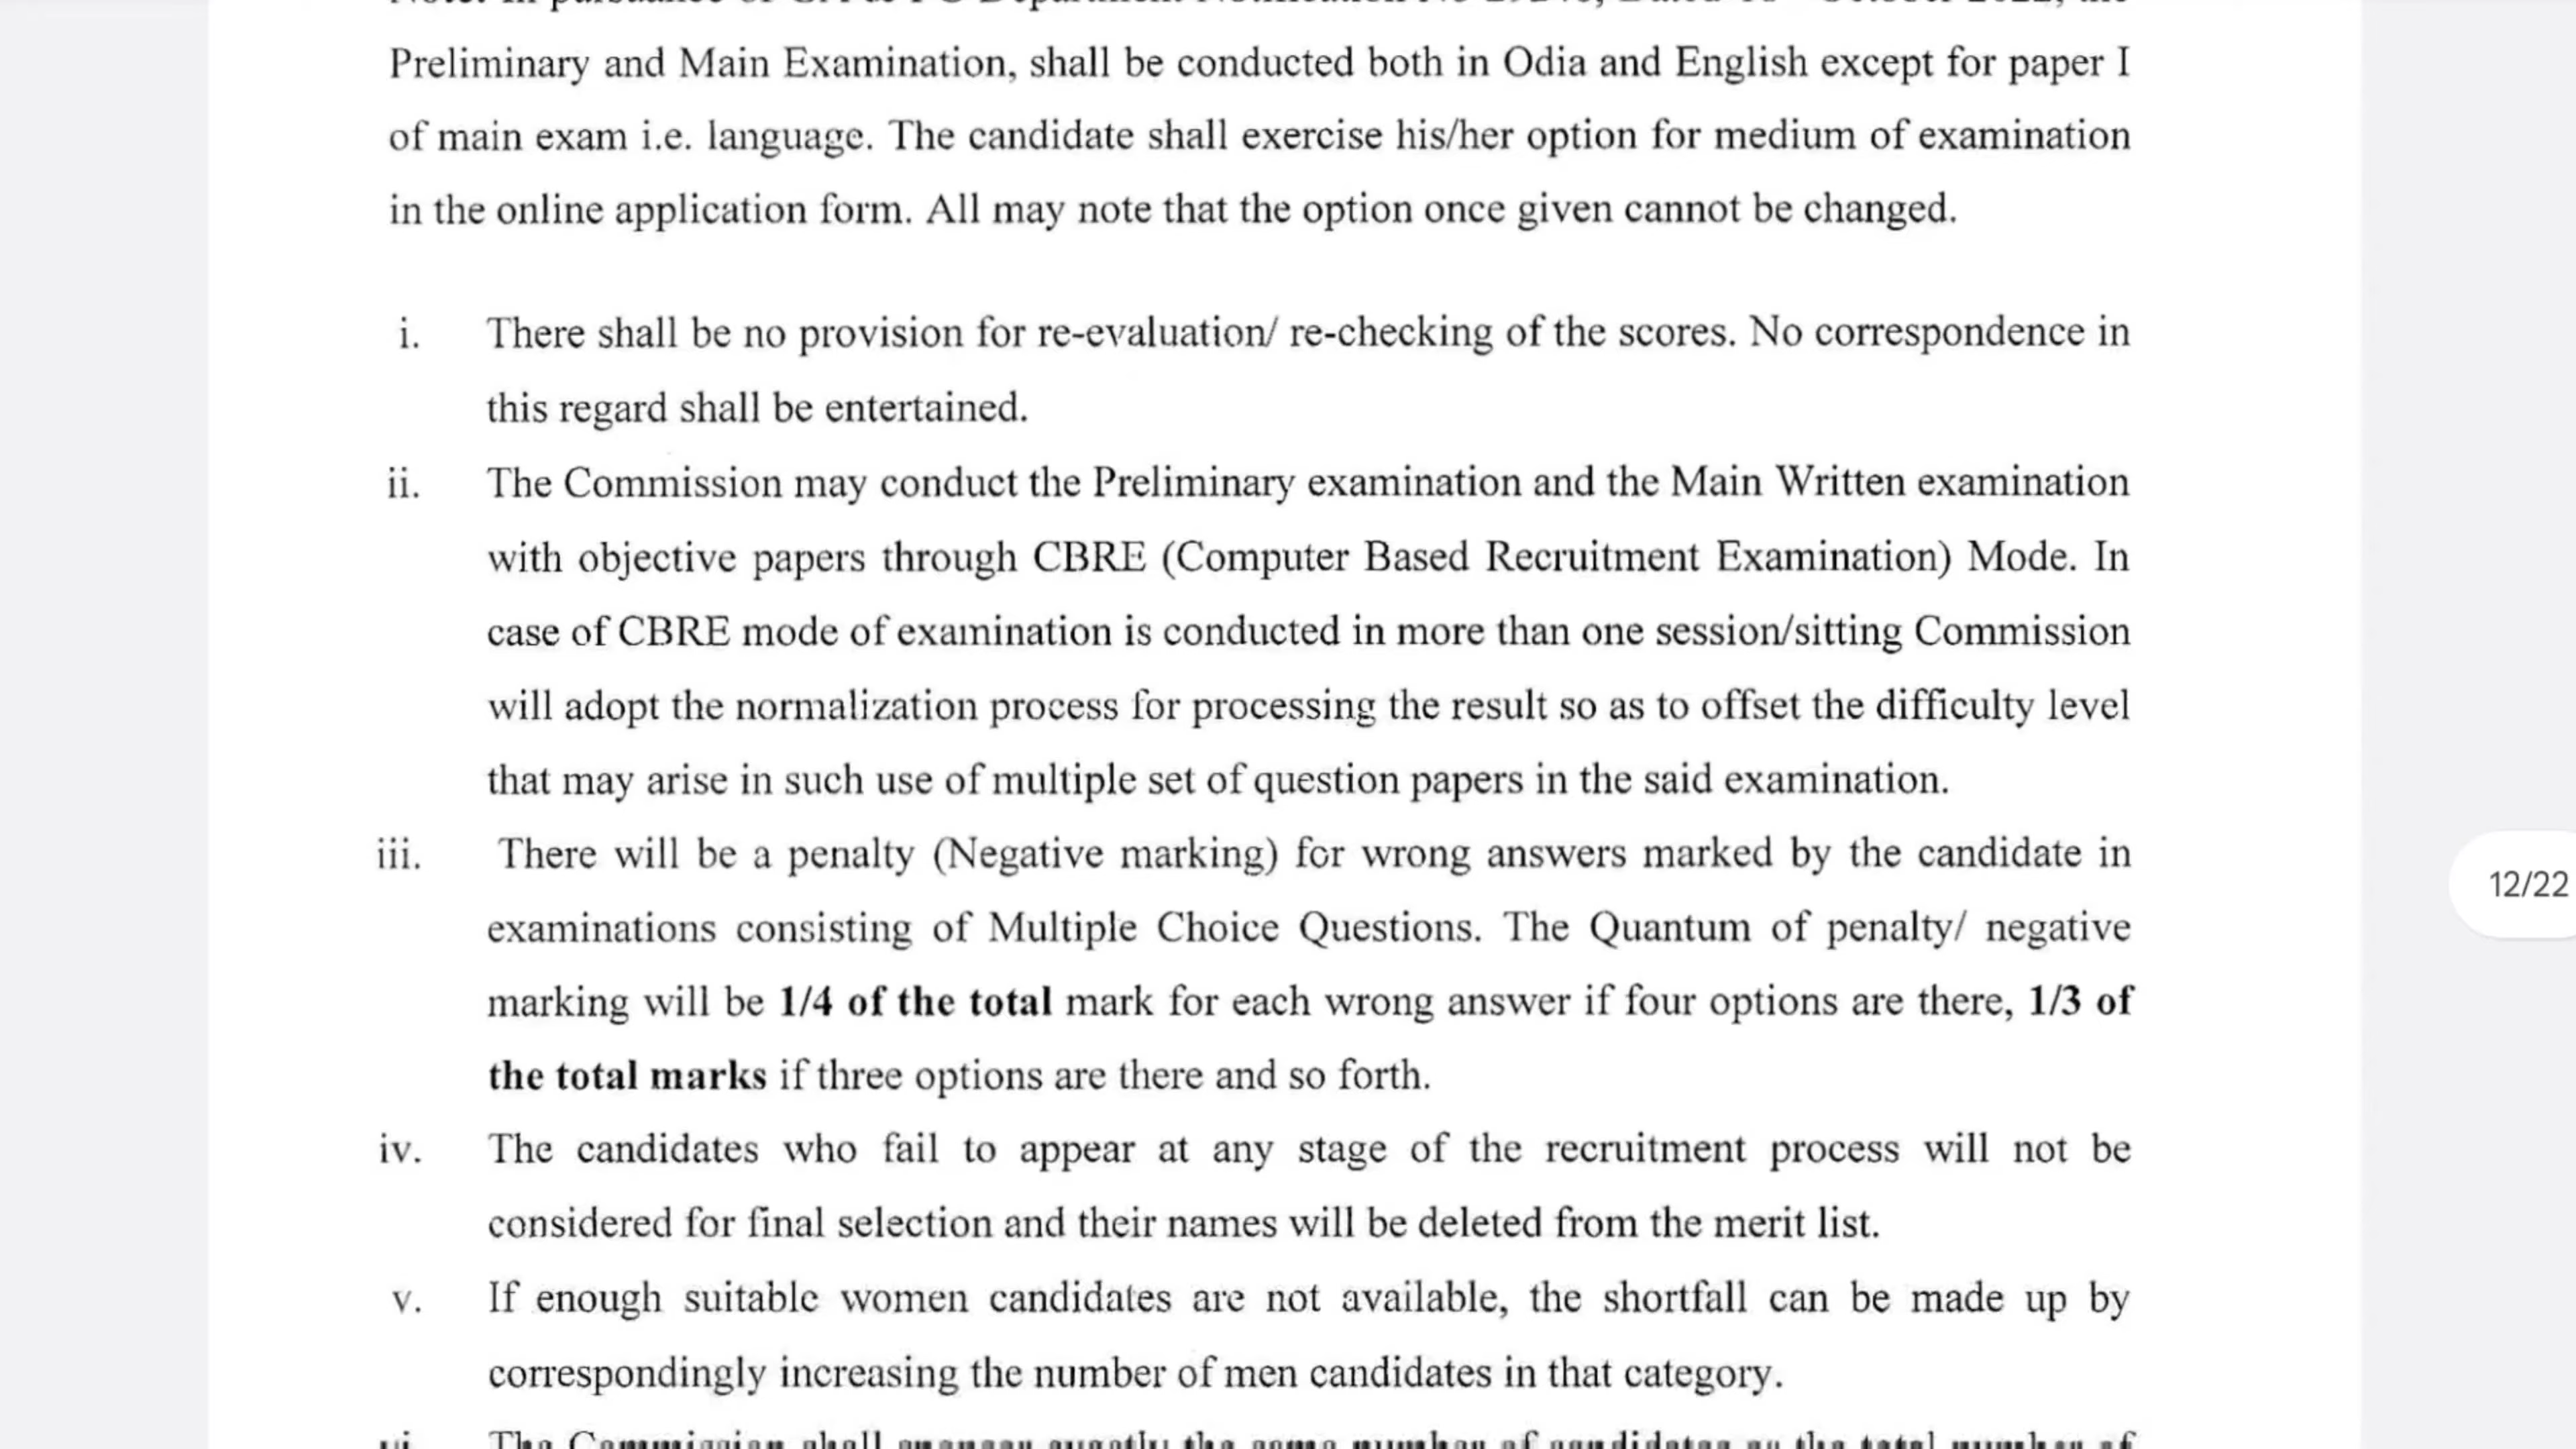 Preliminary and Main Examination, shall be conducted both in Odia and English except for paper I
of main exam i.e. language. The candidate shall exercise his/her option for medium of examination
in the online application form. All may note that the option once given cannot be changed.
i. There shall be no provision for re-evaluation/ re-checking of the scores. No correspondence in
this regard shall be entertained.
ii. The Commission may conduct the Preliminary examination and the Main Written examination
with objective papers through CBRE (Computer Based Recruitment Examination) Mode. In
case of CBRE mode of examination is conducted in more than one session/sitting Commission
will adopt the normalization process for processing the result so as to offset the difficulty level
that may arise in such use of multiple set of question papers in the said examination.
iii. There will be a penalty (Negative marking) for wrong answers marked by the candidate in
12/22
examinations consisting of Multiple Choice Questions. The Quantum of penalty/ negative
marking will be 1/4 of the total mark for each wrong answer if four options are there, 1/3 of
the total marks if three options are there and so forth.
iv. The candidates who fail to appear at any stage of the recruitment process will not be
considered for final selection and their names will be deleted from the merit list.
v. If enough suitable women candidates are not available, the shortfall can be made up by
correspondingly increasing the number of men candidates in that category.